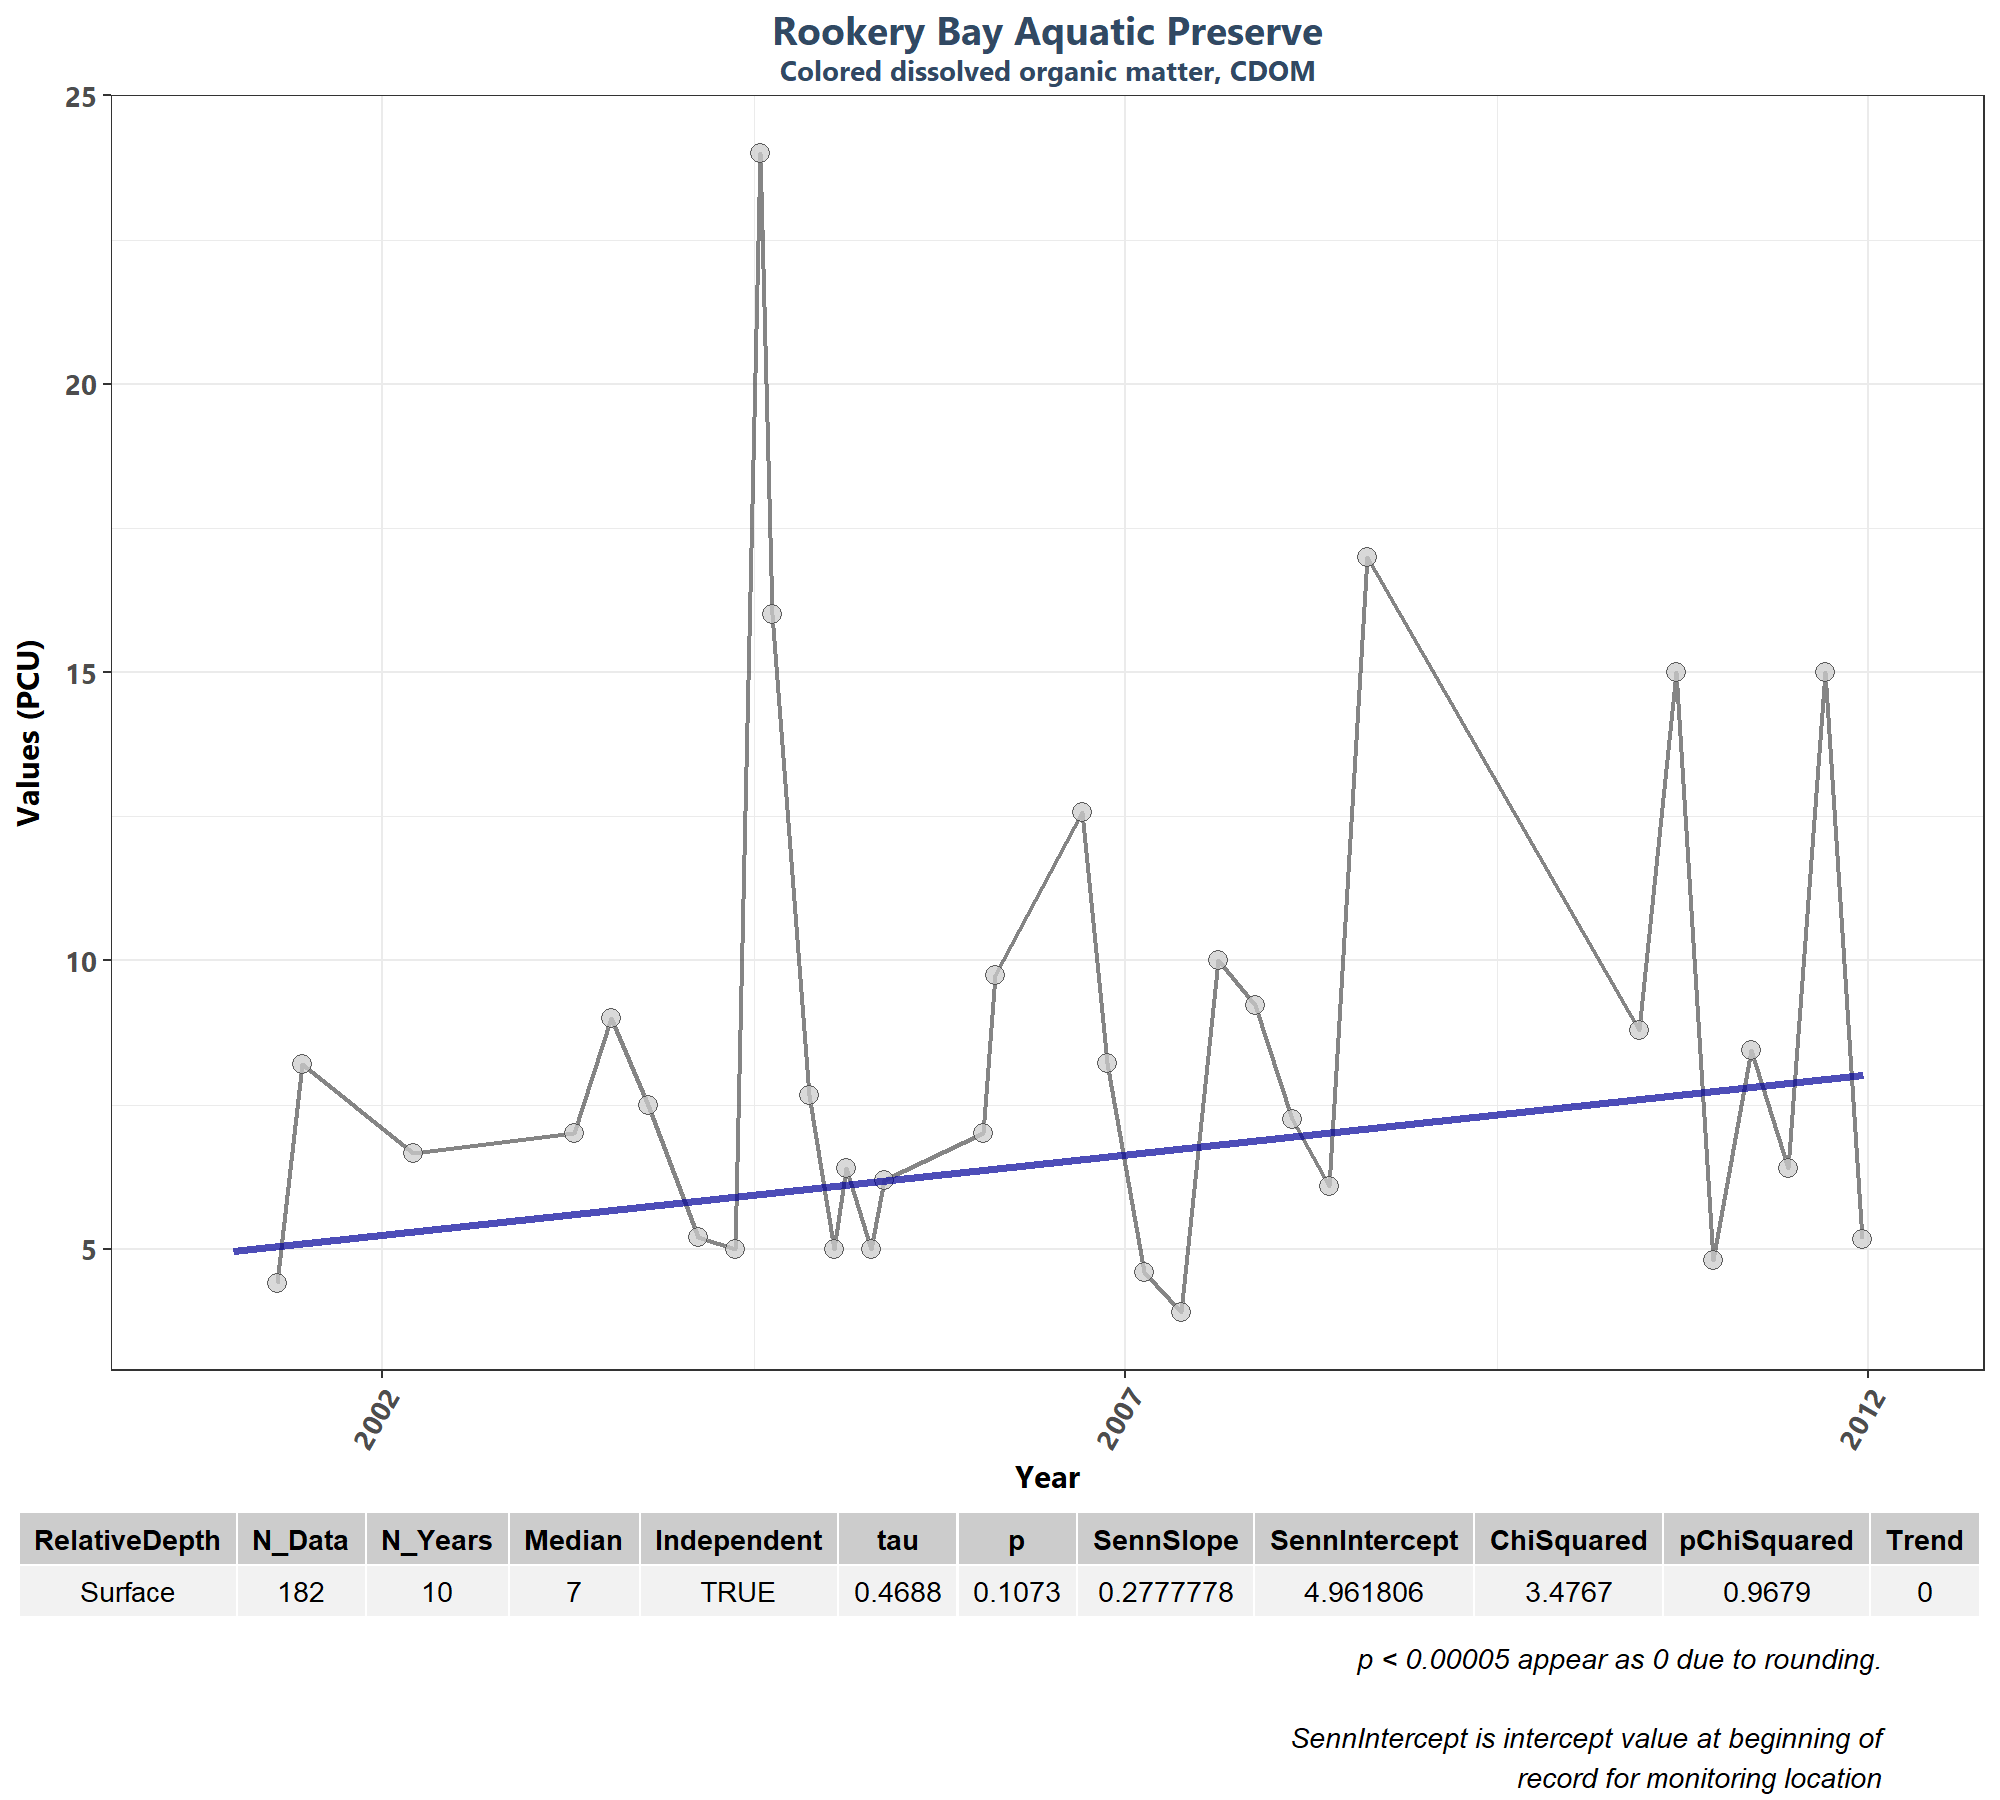 Rookery Bay Aquatic Preserve
Colored dissolved organic matter, CDOM
25
20
15
10
5
Values (PCU)
2002
2007
2012
Year
RelativeDepth N_Data N_Years Median Independent tau p SennSlope SennIntercept ChiSquared pChiSquared Trend
Surface 182 10 7 TRUE 0.4688 0.1073 0.2777778 4.961806 3.4767 0.9679 0
p < 0.00005 appear as 0 due to rounding.
SennIntercept is intercept value at beginning of
record for monitoring location